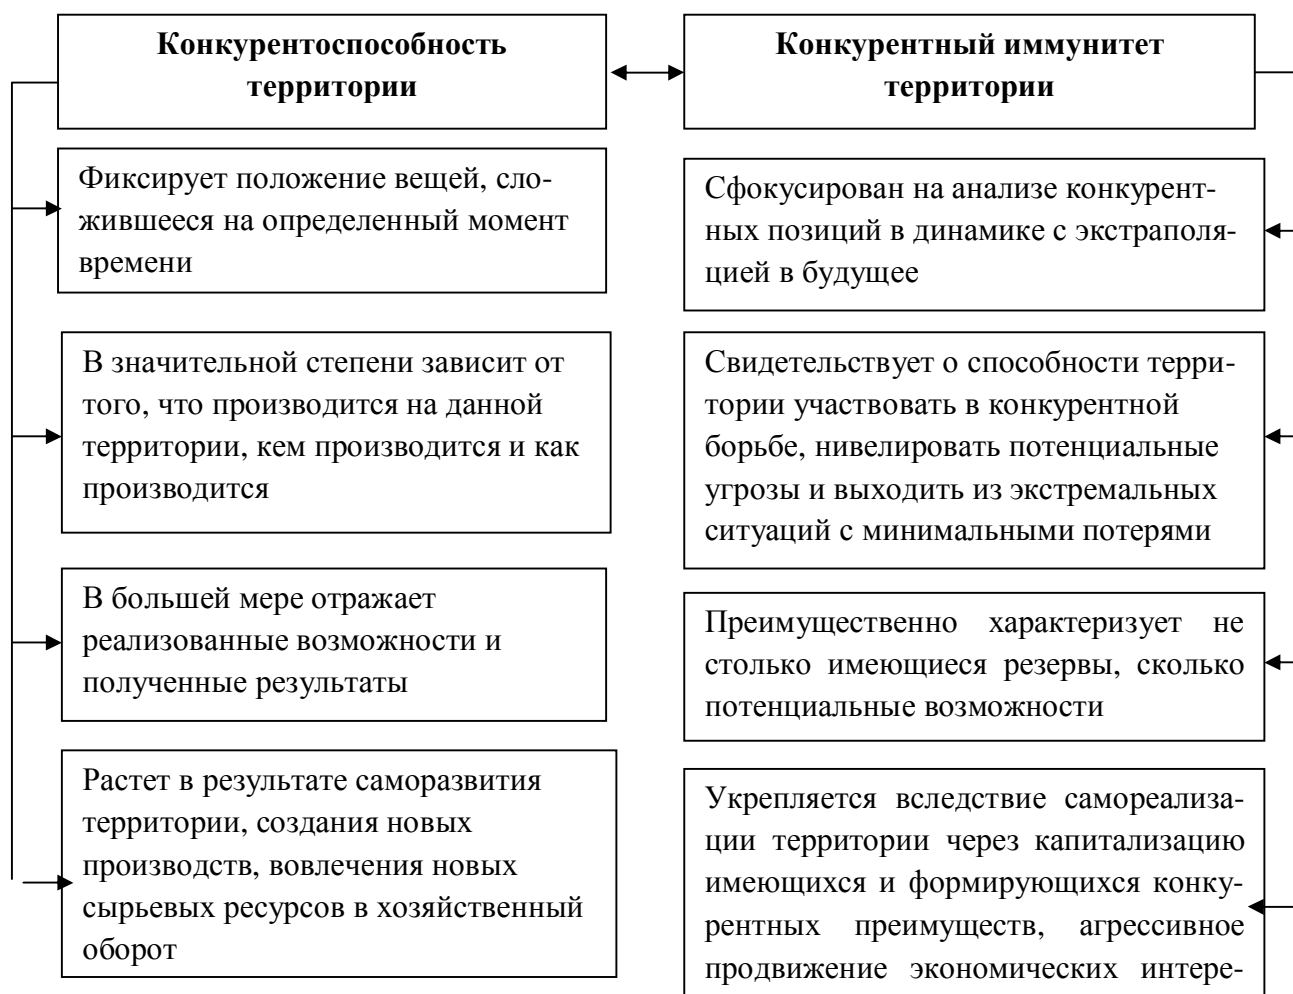 Конкурентоспособность
территории
Конкурентный иммунитет
территории
Фиксирует положение вещей, сло-
жившееся на определенный момент
времени
Сфокусирован на анализе конкурент-
ных позиций в динамике с экстраполя-
цией в будущее
В значительной степени зависит от
того, что производится на данной
территории, кем производится и как
производится
Свидетельствует о способности терри-
тории участвовать в конкурентной
борьбе, нивелировать потенциальные
угрозы и выходить из экстремальных
ситуаций с минимальными потерями
В большей мере отражает
реализованные возможности и
полученные результаты
Преимущественно характеризует не
столько имеющиеся резервы, сколько
потенциальные возможности
Растет в результате саморазвития
территории, создания новых
производств, вовлечения новых
сырьевых ресурсов в хозяйственный
оборот
Укрепляется вследствие самореализа-
ции территории через капитализацию
имеющихся и формирующихся конку-
рентных преимуществ, агрессивное
продвижение экономических интере-